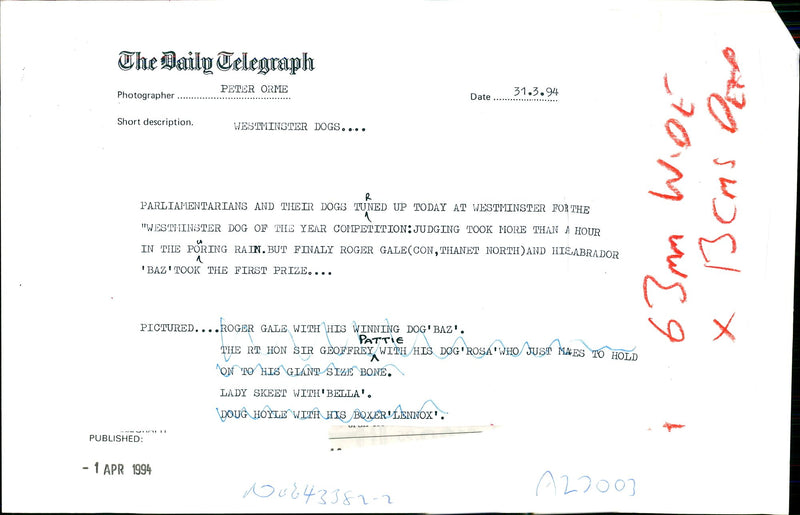 The Daily Telegraph
Photographer PETER ORME
Date 31.3.94
Short description. WESTMINSTER DOGS....
PARLIAMENTARIANS AND THEIR DOGS TURNED UP TODAY AT WESTMINSTER FOR THE
"WESTMINSTER DOG OF THE YEAR COMPETITION:JUDGING TOOK MORE THAN A HOUR
IN THE POURING RAIN.BUT FINALY ROGER GALE(CON,THANET NORTH)AND HISLABRADOR
'BAZ'TOOK THE FIRST PRIZE....
PICTURED....ROGER GALE WITH HIS WINNING DOG'BAZ'.
THE RT HON SIR GEOFFREY PATTIE WITH HIS DOG'ROSA'WHO JUST MAES TO HOLD
ON TO HIS GIANT SIZE BONE.
LADY SKEET WITH'BELLA'.
DOUG HOYLE WITH HIS BOXER'LENNOX'.
PUBLISHED:
- 1 APR 1994
63mm WIDE
x 13cms DEEP